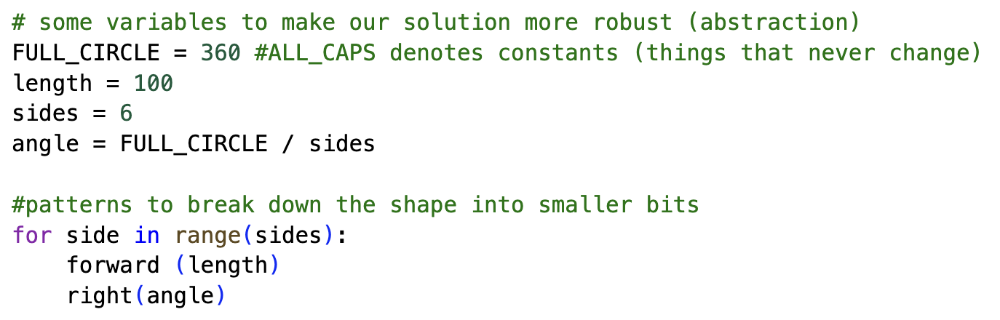 # some variables to make our solution more robust (abstraction)
FULL_CIRCLE = 360 #ALL_CAPS denotes constants (things that never change)
length = 100
sides = 6
angle = FULL_CIRCLE / sides

#patterns to break down the shape into smaller bits
for side in range(sides):
    forward (length)
    right(angle)